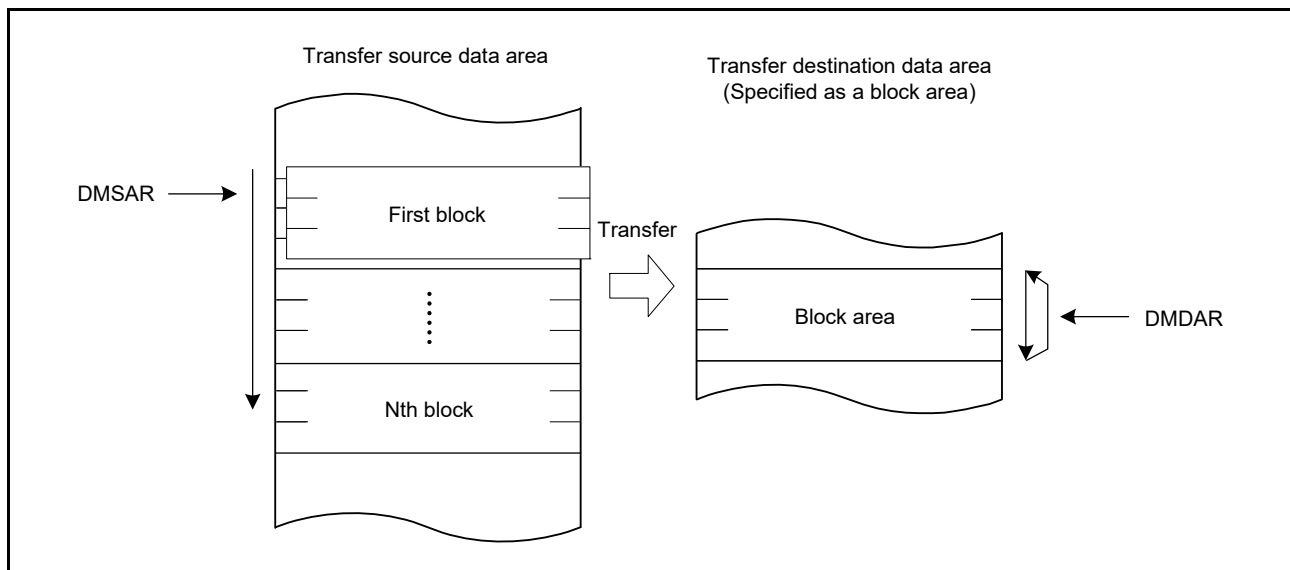 Transfer source data area
Transfer destination data area
(Specified as a block area)
DMSAR
First block
Transfer
Block area
DMDAR
Nth block